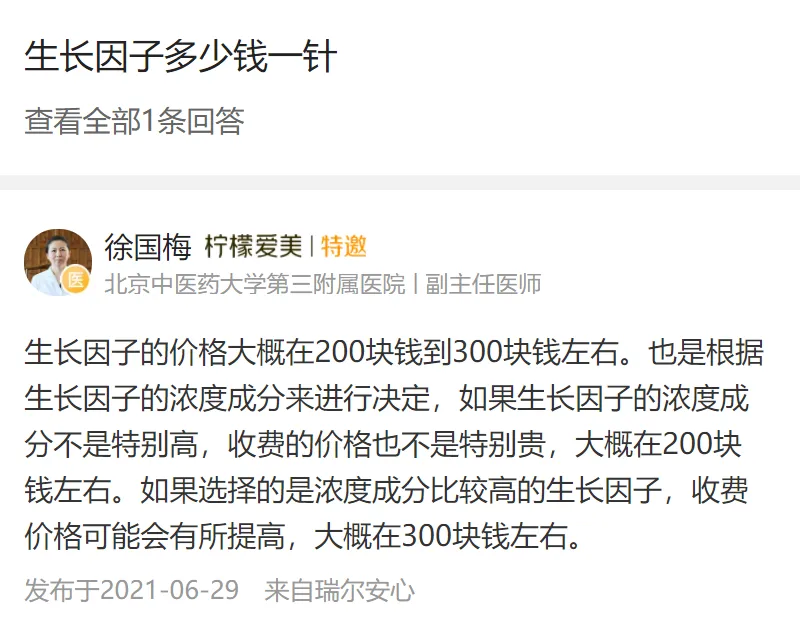 生长因子多少钱一针
查看全部1条回答
徐国梅 柠檬爱美 | 特邀
医
北京中医药大学第三附属医院 | 副主任医师
生长因子的价格大概在200块钱到300块钱左右。也是根据
生长因子的浓度成分来进行决定，如果生长因子的浓度成
分不是特别高，收费的价格也不是特别贵，大概在200块
钱左右。如果选择的是浓度成分比较高的生长因子，收费
价格可能会有所提高，大概在300块钱左右。
发布于2021-06-29 来自瑞尔安心